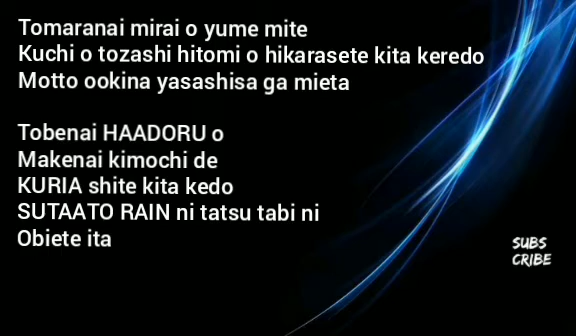 Tomaranai mirai o yume mite
Kuchi o tozashi hitomi o hikarasete kita keredo
Motto ookina yasashisa ga mieta
Tobenai HAADORU o
Makenai kimochi de
KURIA shite kita kedo
SUTAATO RAIN ni tatsu tabi ni
Obiete ita
SUBS
CRIBE